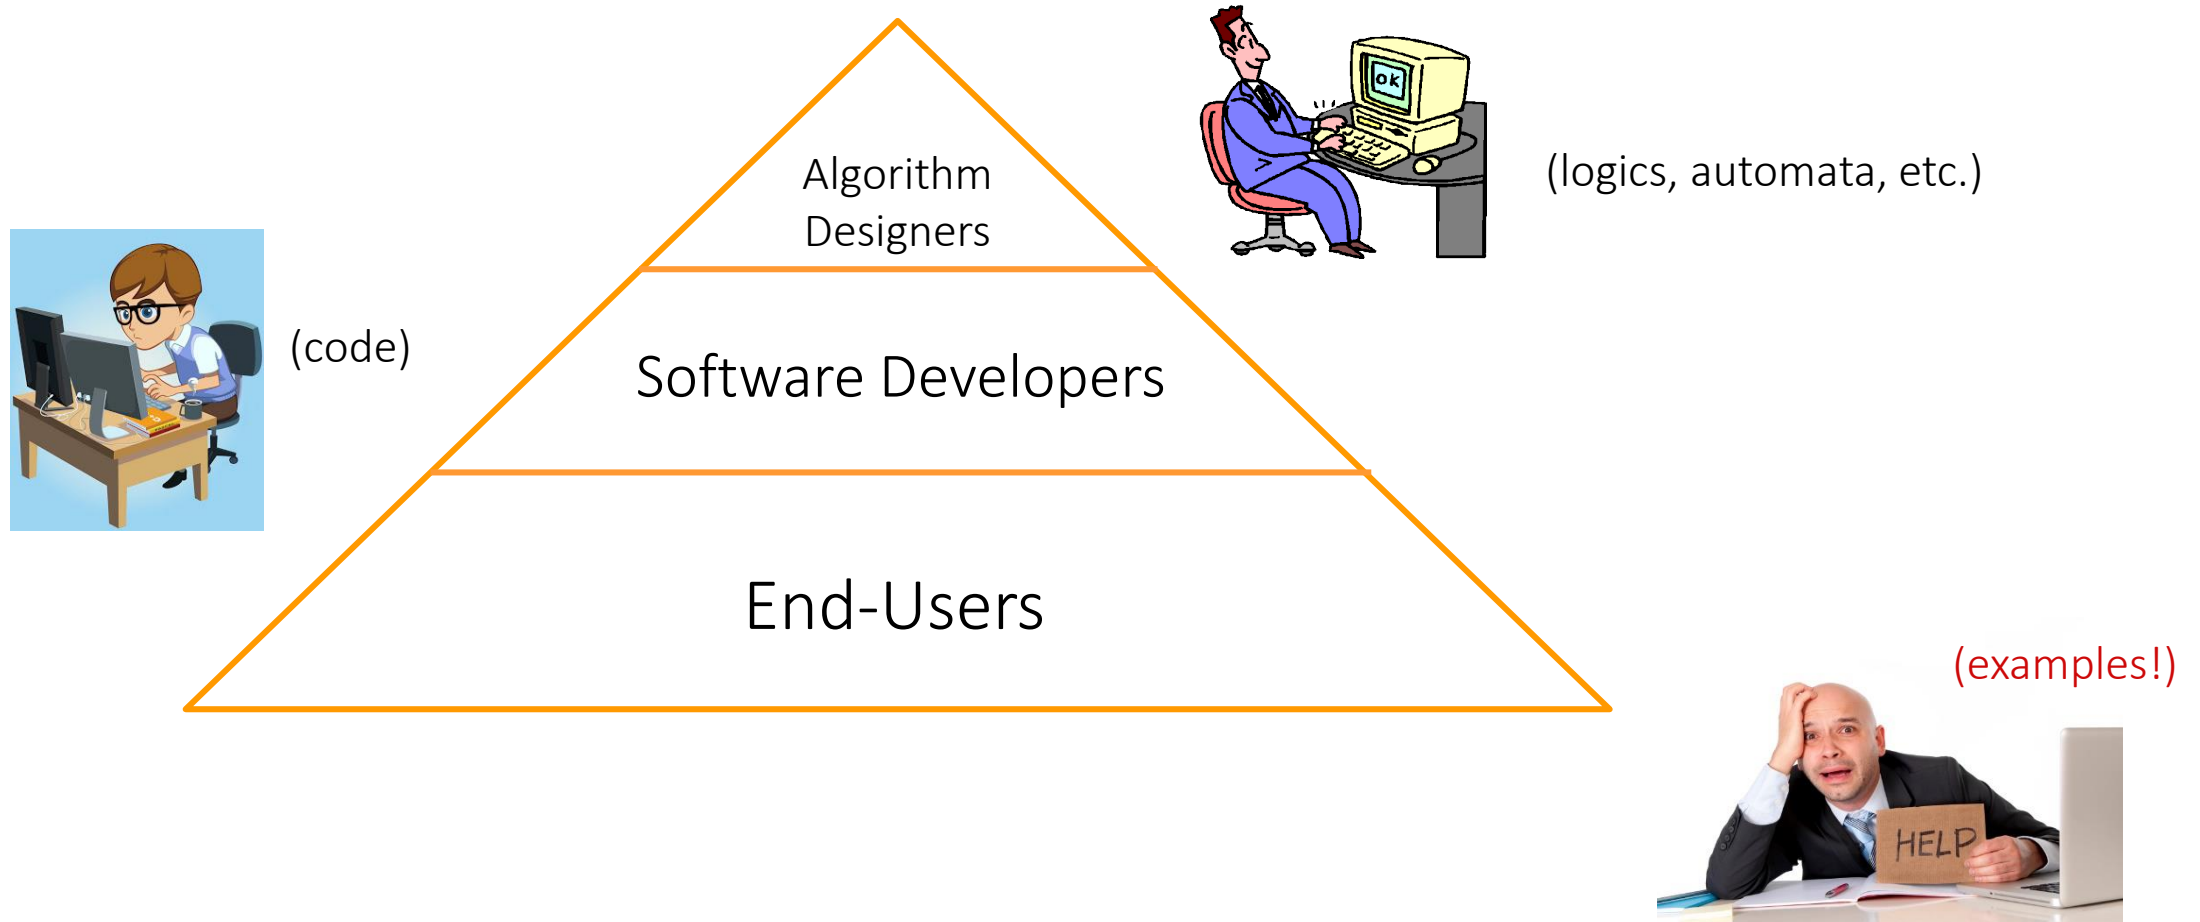 OK
Algorithm
Designers
(logics, automata, etc.)
(code)
Software Developers
End-Users
(examples!)
HELP